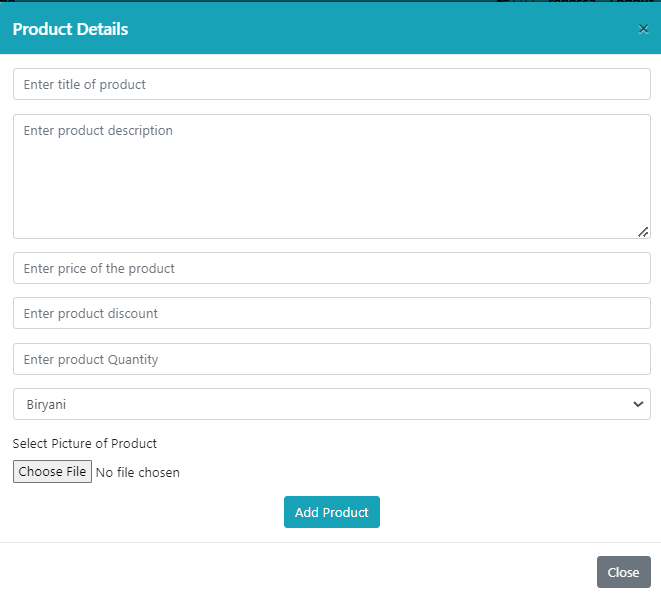 Product Details
×
Enter title of product
Enter product description
Enter price of the product
Enter product discount
Enter product Quantity
Biryani
Select Picture of Product
Choose File No file chosen
Add Product
Close